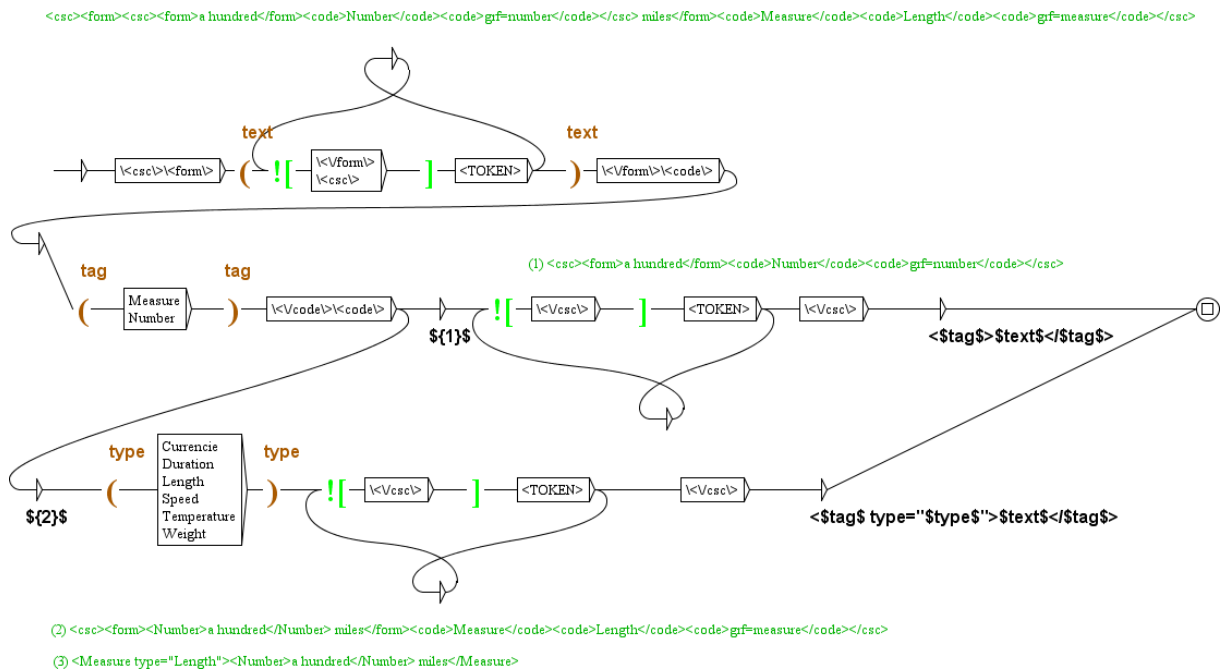 <csc><form><csc><form>a hundred</form><code>Number</code><code>grf=number</code></csc> miles</form><code>Measure</code><code>Length</code><code>grf=measure</code></csc>
text text
\<csc\>\<form\> ( ![ \<\/form\> ] <TOKEN> ) \<\/form\>\<code\>
\<csc\>
(1) <csc><form>a hundred</form><code>Number</code><code>grf=number</code></csc>
tag tag
( Measure ) \<\/code\>\<code\> ![ \<\/csc\> ] <TOKEN> \<\/csc\>
Number
${1}$ <$tag$>$text$</$tag$>
type type
( Currencie ) ![ \<\/csc\> ] <TOKEN> \<\/csc\>
Duration
Length
Speed
Temperature
Weight
${2}$ <$tag$ type="$type$">$text$</$tag$>
(2) <csc><form><Number>a hundred</Number> miles</form><code>Measure</code><code>Length</code><code>grf=measure</code></csc>
(3) <Measure type="Length"><Number>a hundred</Number> miles</Measure>